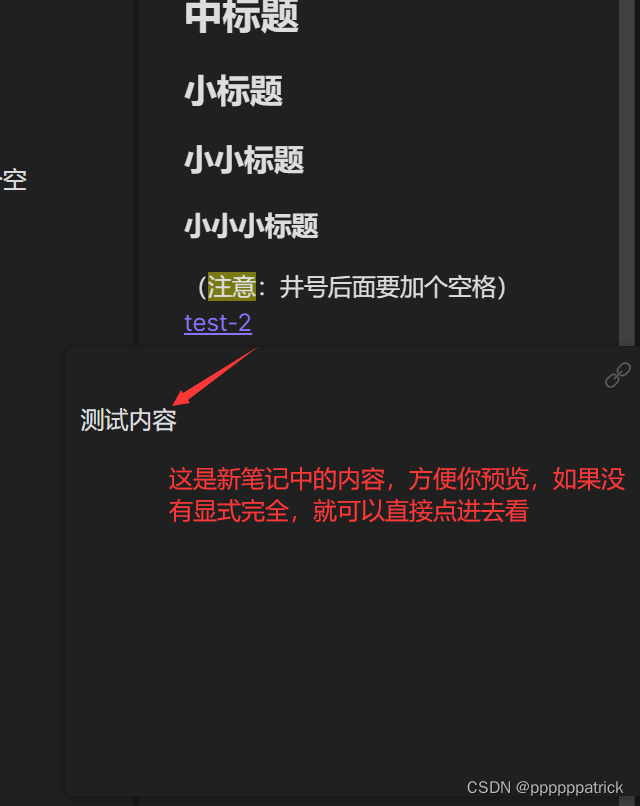 中标题
小标题
小小标题
空
小小小标题
（注意：井号后面要加个空格）
test-2
测试内容
这是新笔记中的内容，方便你预览，如果没
有显式完全，就可以直接点进去看
CSDN @ppppppatrick